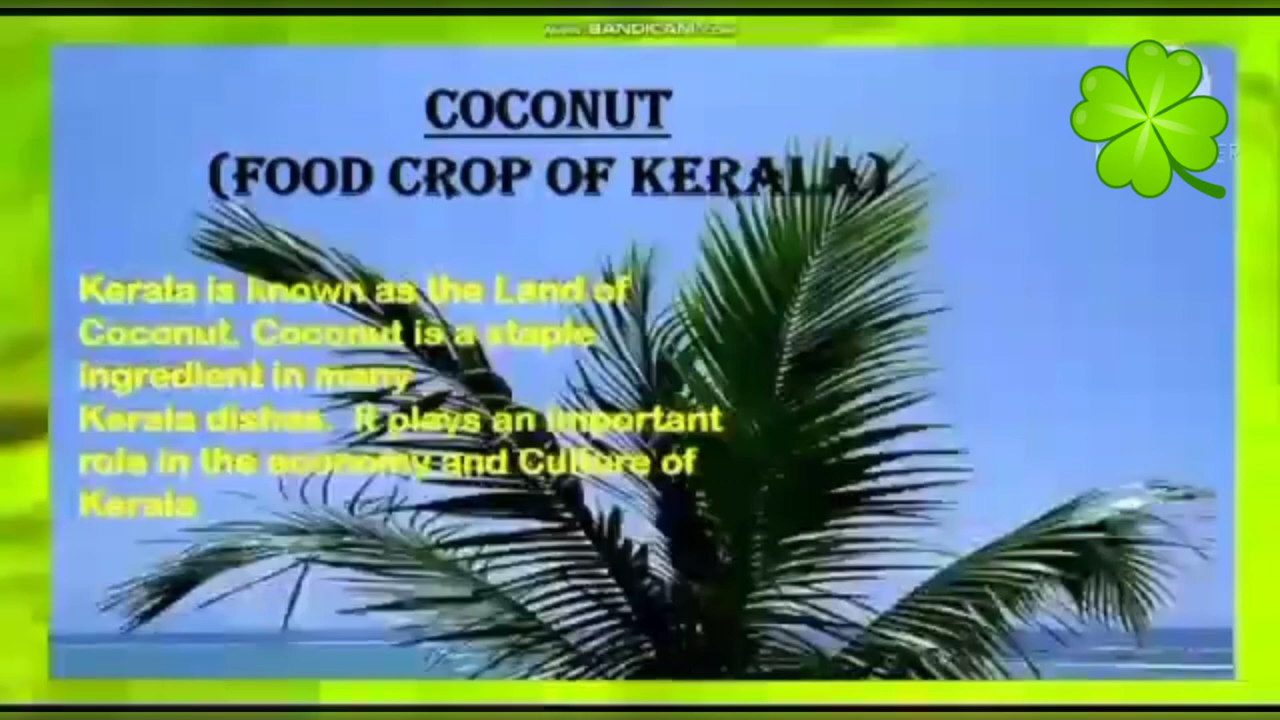 www.BANDICAM.com
COCONUT
(FOOD CROP OF KERALA)
Kerala is known as the Land of
Coconut. Coconut is a staple
ingredient in many
Kerala dishes. It plays an important
role in the economy and Culture of
Kerala